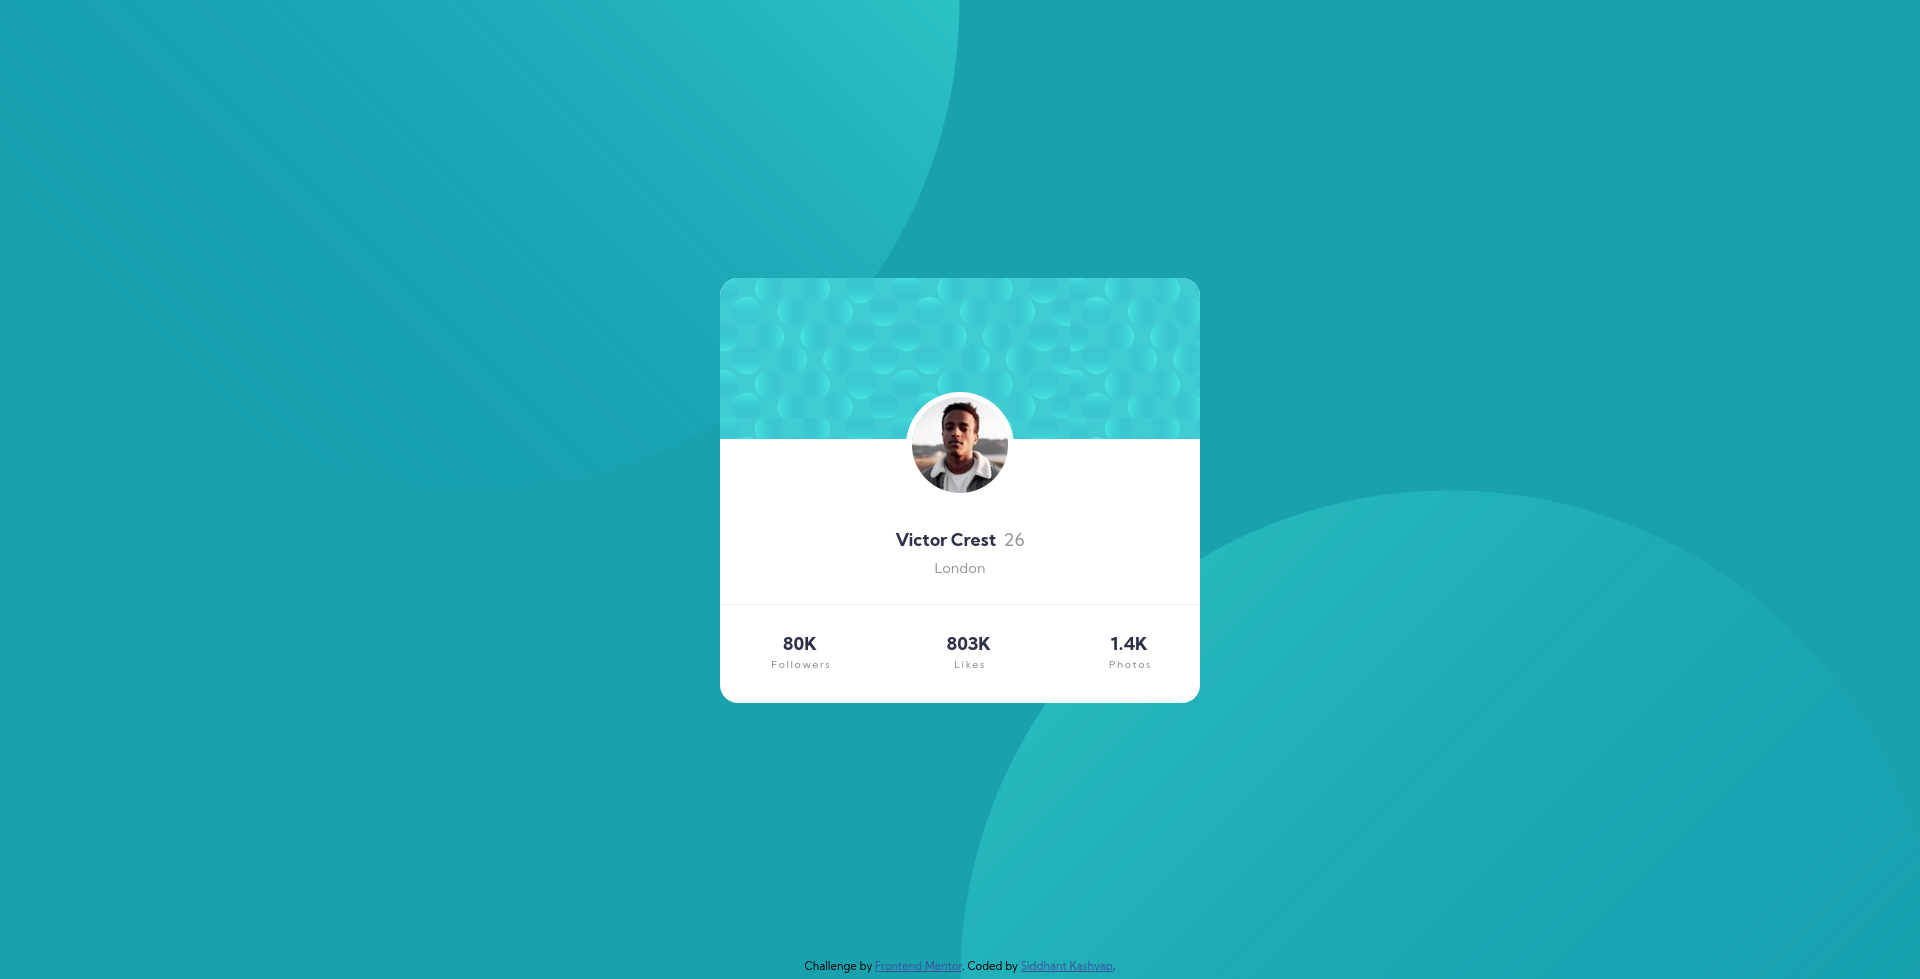 Victor Crest 26
London
80K 803K 1.4K
Followers Likes Photos
Challenge by Frontend Mentor. Coded by Siddhant Kashyap.